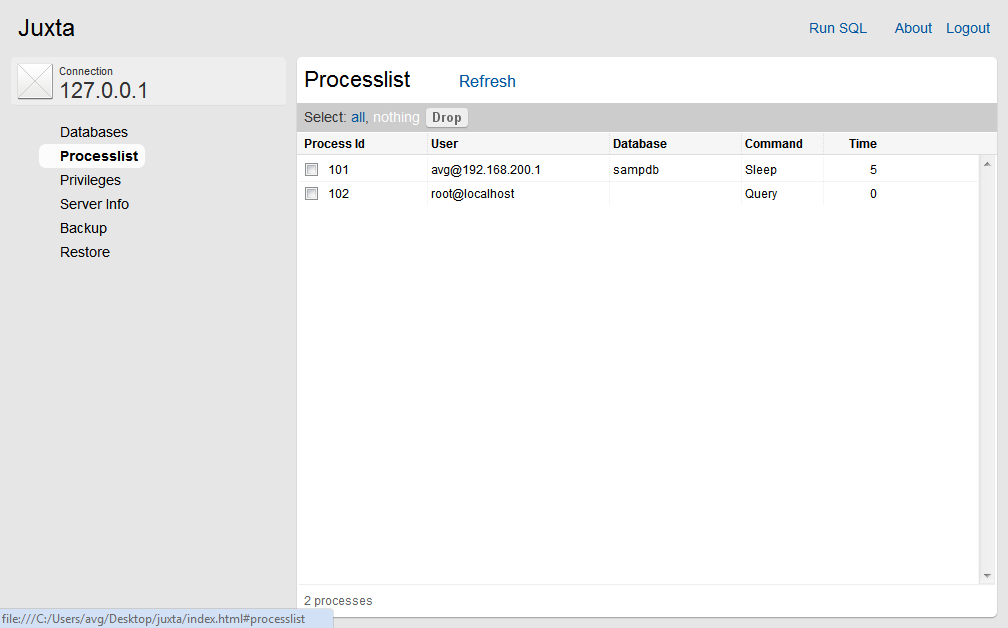 Juxta
Run SQL About Logout
Connection
127.0.0.1
Databases
Processlist
Privileges
Server Info
Backup
Restore
Processlist Refresh
Select: all, nothing Drop
Process Id User Database Command Time
101 avg@192.168.200.1 sampdb Sleep 5
102 root@localhost Query 0
2 processes
file:///C:/Users/avg/Desktop/juxta/index.html#processlist